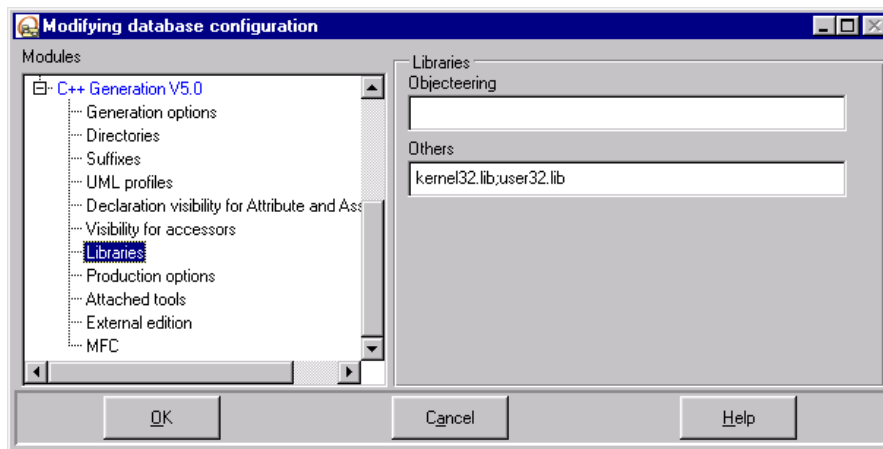 Modifying database configuration
Modules
C++ Generation V5.0
Generation options
Directories
Suffixes
UML profiles
Declaration visibility for Attribute and Ass
Visibility for accessors
Libraries
Production options
Attached tools
External edition
MFC
Libraries
Objecteering
Others
kernel32.lib;user32.lib
OK
Cancel
Help